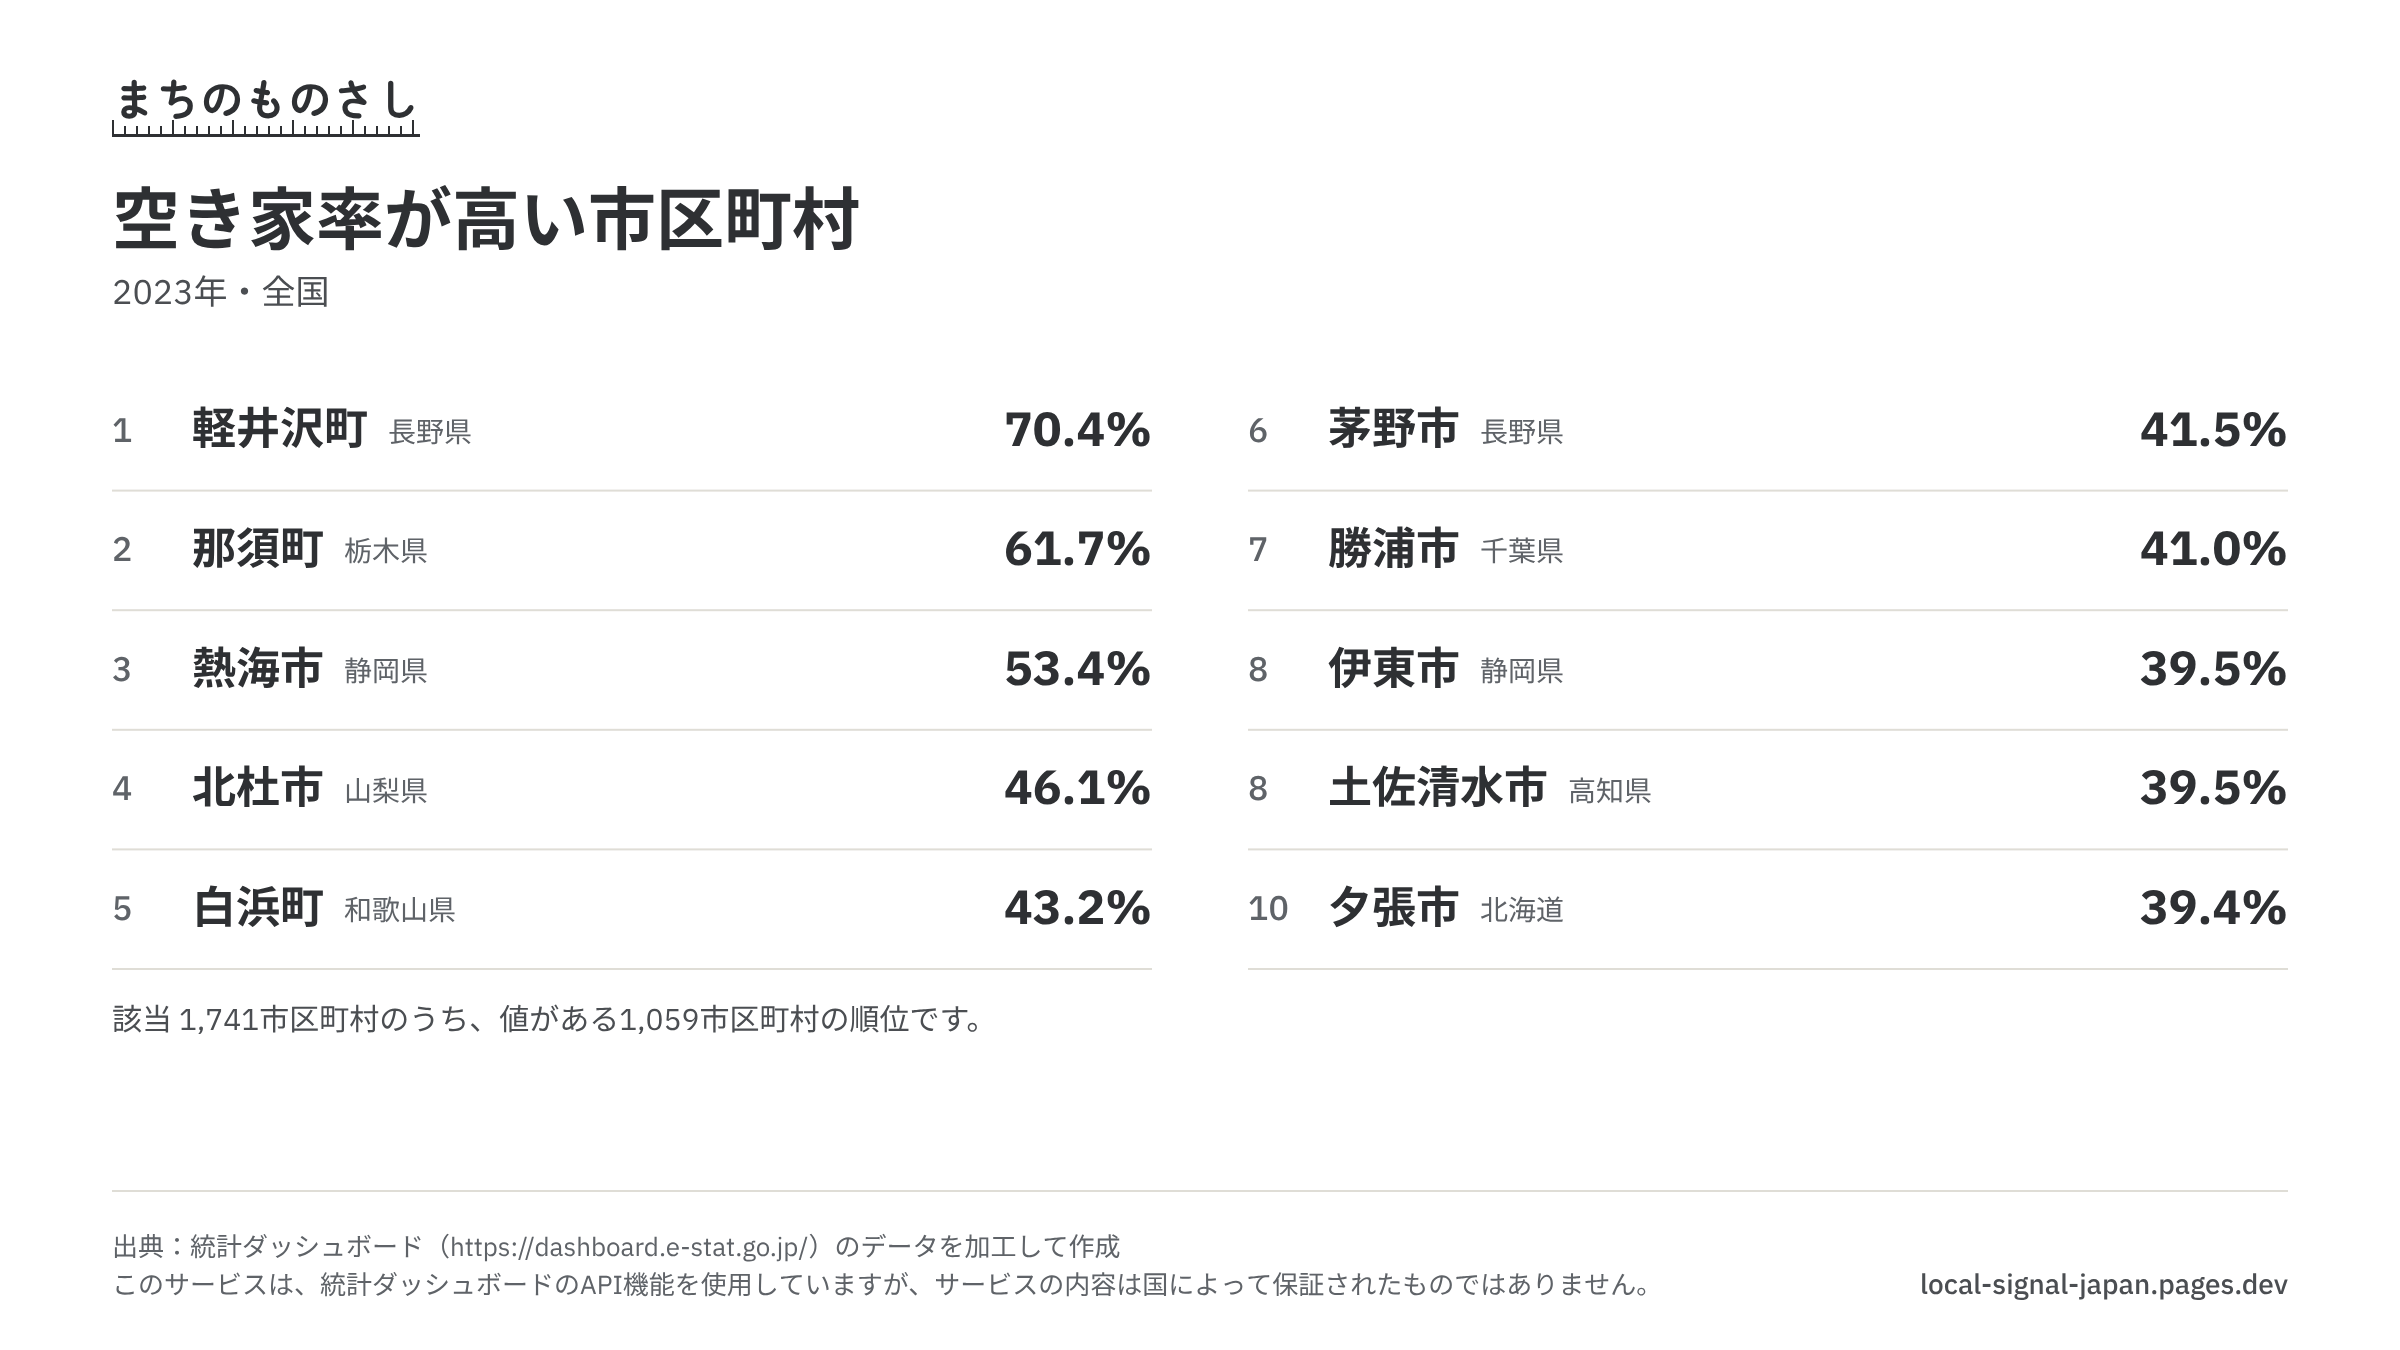 まちのものさし
空き家率が高い市区町村
2023年・全国
1 軽井沢町 長野県 70.4%
2 那須町 栃木県 61.7%
3 熱海市 静岡県 53.4%
4 北杜市 山梨県 46.1%
5 白浜町 和歌山県 43.2%
6 茅野市 長野県 41.5%
7 勝浦市 千葉県 41.0%
8 伊東市 静岡県 39.5%
8 土佐清水市 高知県 39.5%
10 夕張市 北海道 39.4%
該当 1,741市区町村のうち、値がある1,059市区町村の順位です。
出典：統計ダッシュボード（https://dashboard.e-stat.go.jp/）のデータを加工して作成
このサービスは、統計ダッシュボードのAPI機能を使用していますが、サービスの内容は国によって保証されたものではありません。
local-signal-japan.pages.dev